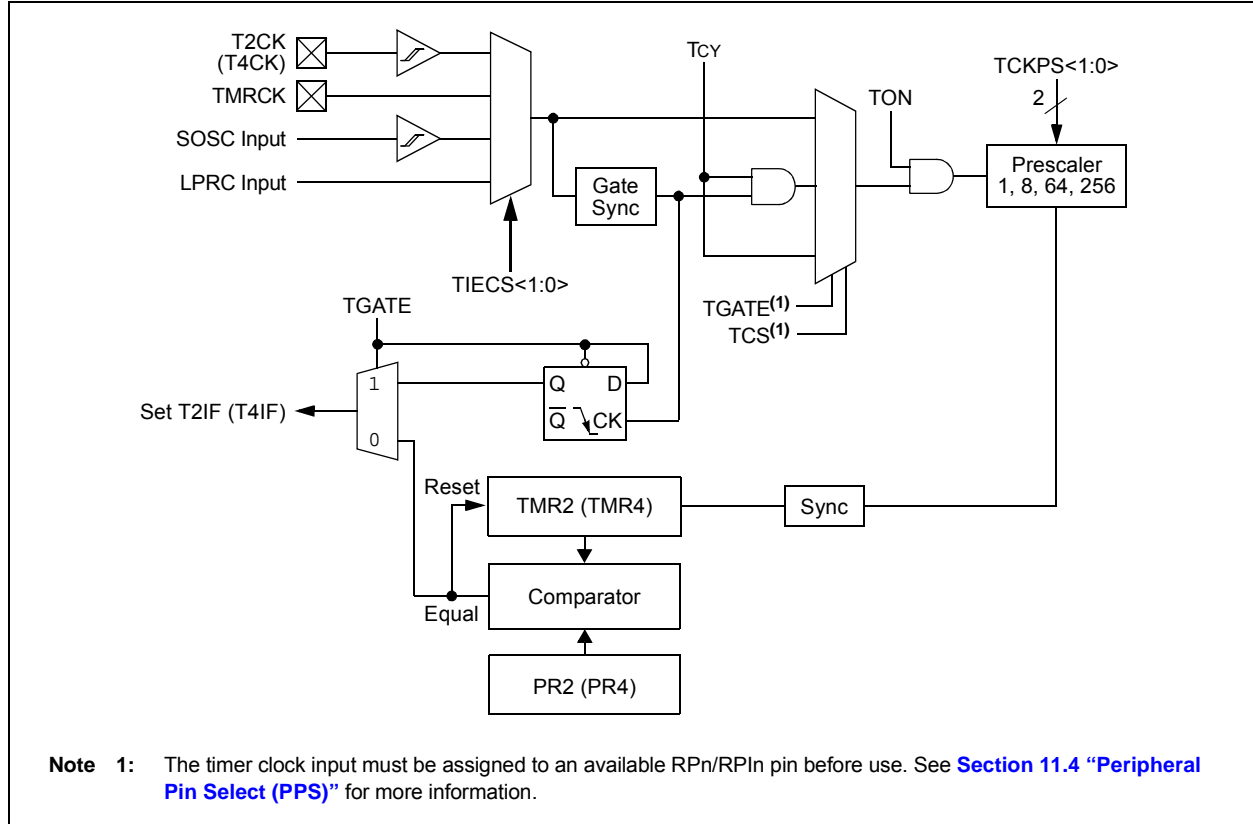 T2CK
(T4CK)
TMRCK
SOSC Input
LPRC Input
TIECS<1:0>
Gate
Sync
TCY
TGATE(1)
TCS(1)
TON
TCKPS<1:0>
2
Prescaler
1, 8, 64, 256
TGATE
1
0
Set T2IF (T4IF)
Q
D
Q̅
CK
Reset
TMR2 (TMR4)
Sync
Equal
Comparator
PR2 (PR4)
Note 1: The timer clock input must be assigned to an available RPn/RPIn pin before use. See Section 11.4 “Peripheral
Pin Select (PPS)” for more information.